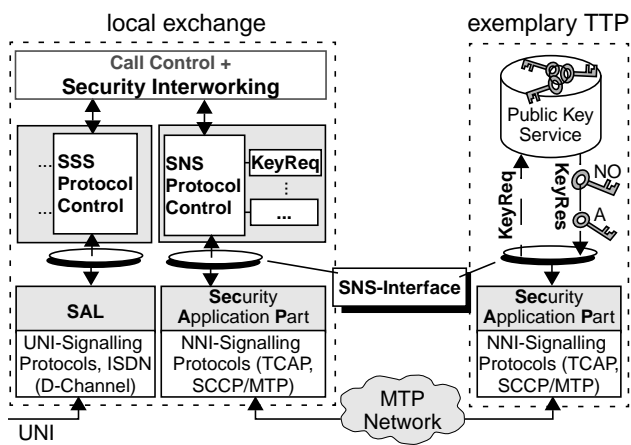 local exchange
exemplary TTP
Call Control +
Security Interworking
Public Key
Service
... SSS
Protocol
... Control
SNS
Protocol
Control
KeyReq
...
...
KeyReq
KeyRes
NO
A
SNS-Interface
SAL
UNI-Signalling
Protocols, ISDN
(D-Channel)
Security
Application Part
NNI-Signalling
Protocols (TCAP,
SCCP/MTP)
Security
Application Part
NNI-Signalling
Protocols (TCAP,
SCCP/MTP)
MTP
Network
UNI